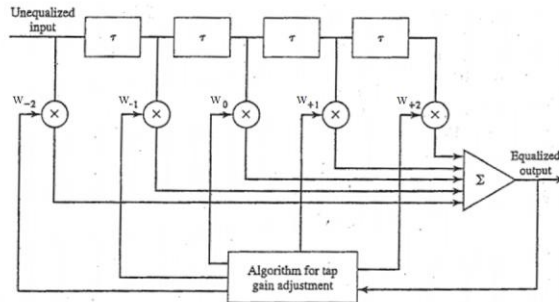 Unequalized
input
τ τ τ τ
W-2 W-1 W0 W+1 W+2
× × × × ×
Equalized
output
Σ
Algorithm for tap
gain adjustment